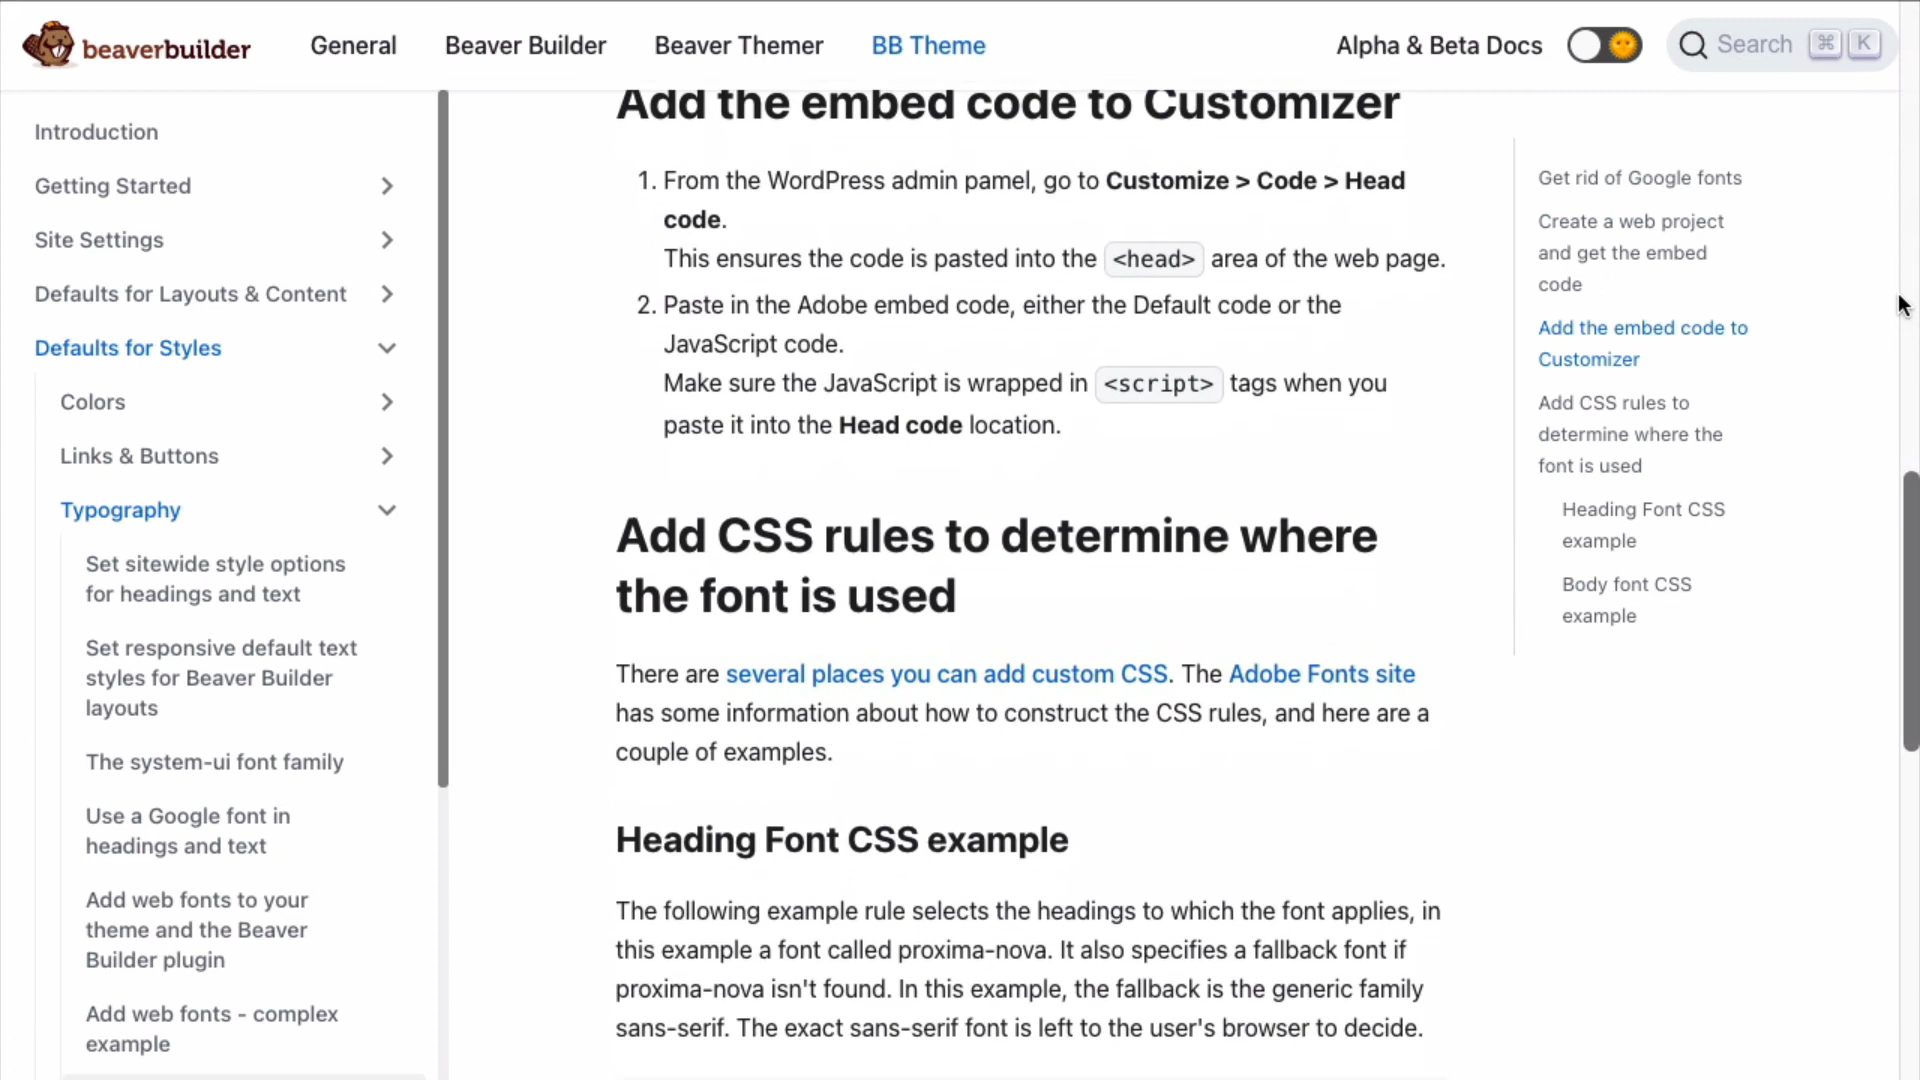 beaverbuilder
General
Beaver Builder
Beaver Themer
BB Theme
Alpha & Beta Docs
Search ⌘ K
Introduction
Getting Started
Site Settings
Defaults for Layouts & Content
Defaults for Styles
Colors
Links & Buttons
Typography
Set sitewide style options
for headings and text
Set responsive default text
styles for Beaver Builder
layouts
The system-ui font family
Use a Google font in
headings and text
Add web fonts to your
theme and the Beaver
Builder plugin
Add web fonts - complex
example
Add the embed code to Customizer
1. From the WordPress admin pamel, go to Customize > Code > Head
code.
This ensures the code is pasted into the <head> area of the web page.
2. Paste in the Adobe embed code, either the Default code or the
JavaScript code.
Make sure the JavaScript is wrapped in <script> tags when you
paste it into the Head code location.
Add CSS rules to determine where
the font is used
There are several places you can add custom CSS. The Adobe Fonts site
has some information about how to construct the CSS rules, and here are a
couple of examples.
Heading Font CSS example
The following example rule selects the headings to which the font applies, in
this example a font called proxima-nova. It also specifies a fallback font if
proxima-nova isn't found. In this example, the fallback is the generic family
sans-serif. The exact sans-serif font is left to the user's browser to decide.
Get rid of Google fonts
Create a web project
and get the embed
code
Add the embed code to
Customizer
Add CSS rules to
determine where the
font is used
Heading Font CSS
example
Body font CSS
example